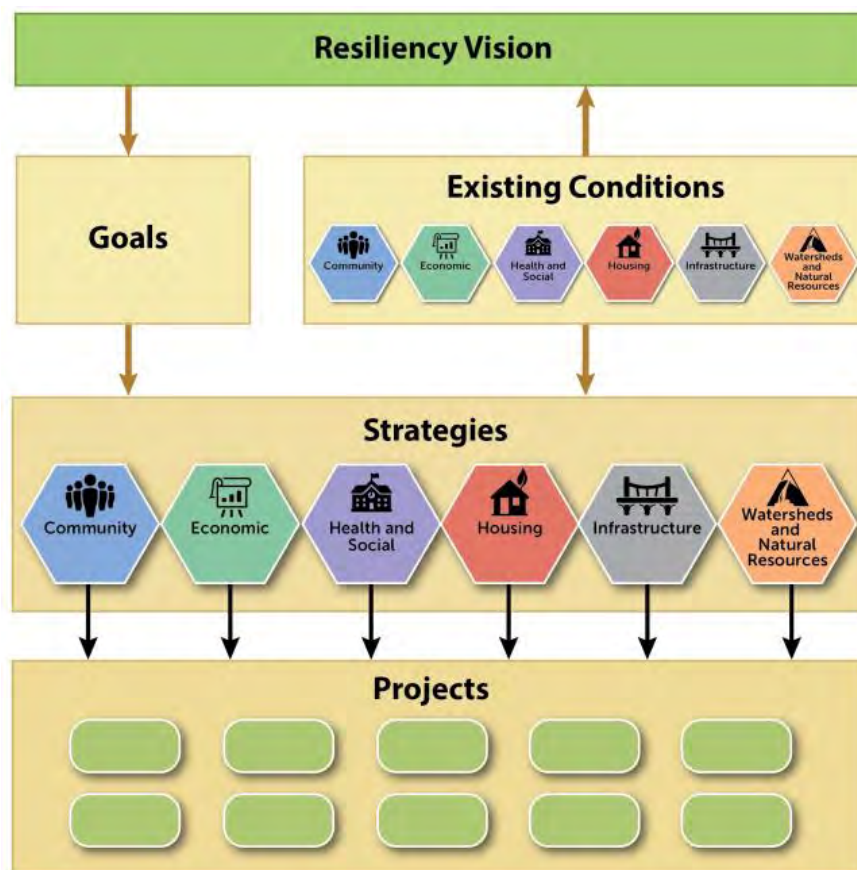 Resiliency Vision
Goals
Existing Conditions
Community
Economic
Health and
Social
Housing
Infrastructure
Watersheds
and
Natural
Resources
Strategies
Community
Economic
Health and
Social
Housing
Infrastructure
Watersheds
and
Natural
Resources
Projects